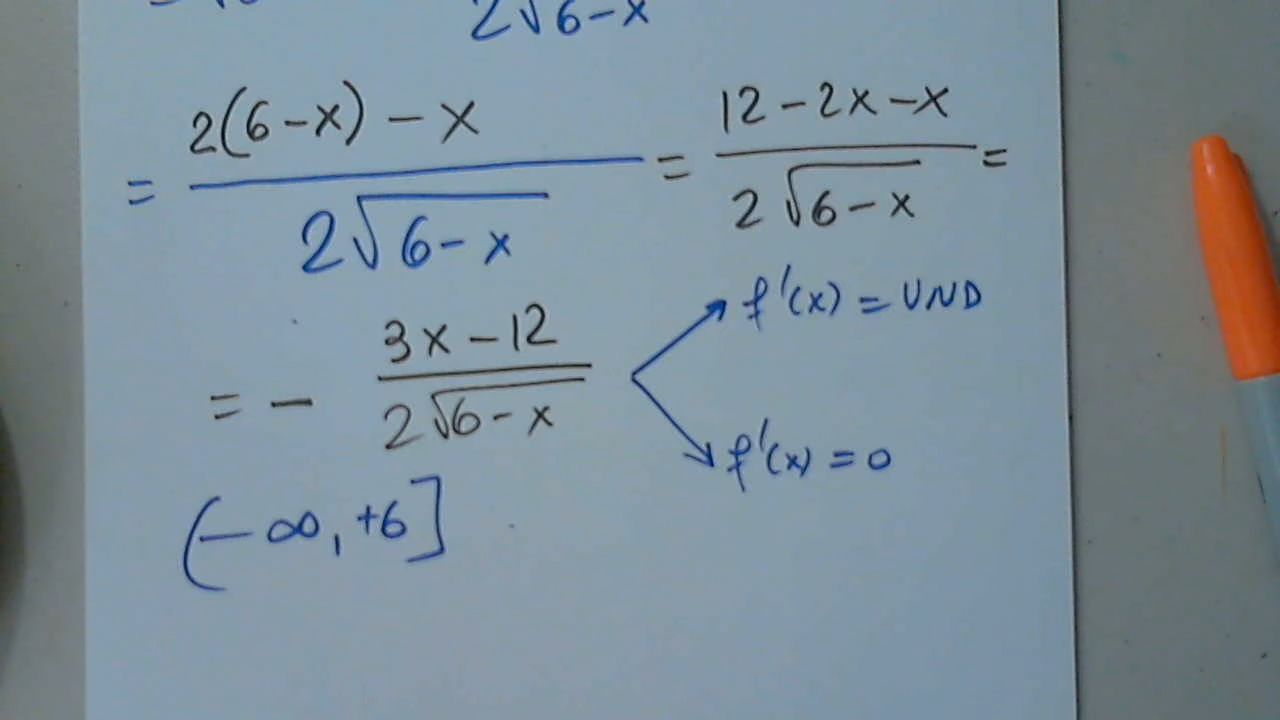 2√6-x
= 2(6-x)-x / 2√6-x = 12-2x-x / 2√6-x =
= - 3x-12 / 2√6-x
f'(x) = UND
f'(x) = 0
(-∞, +6]